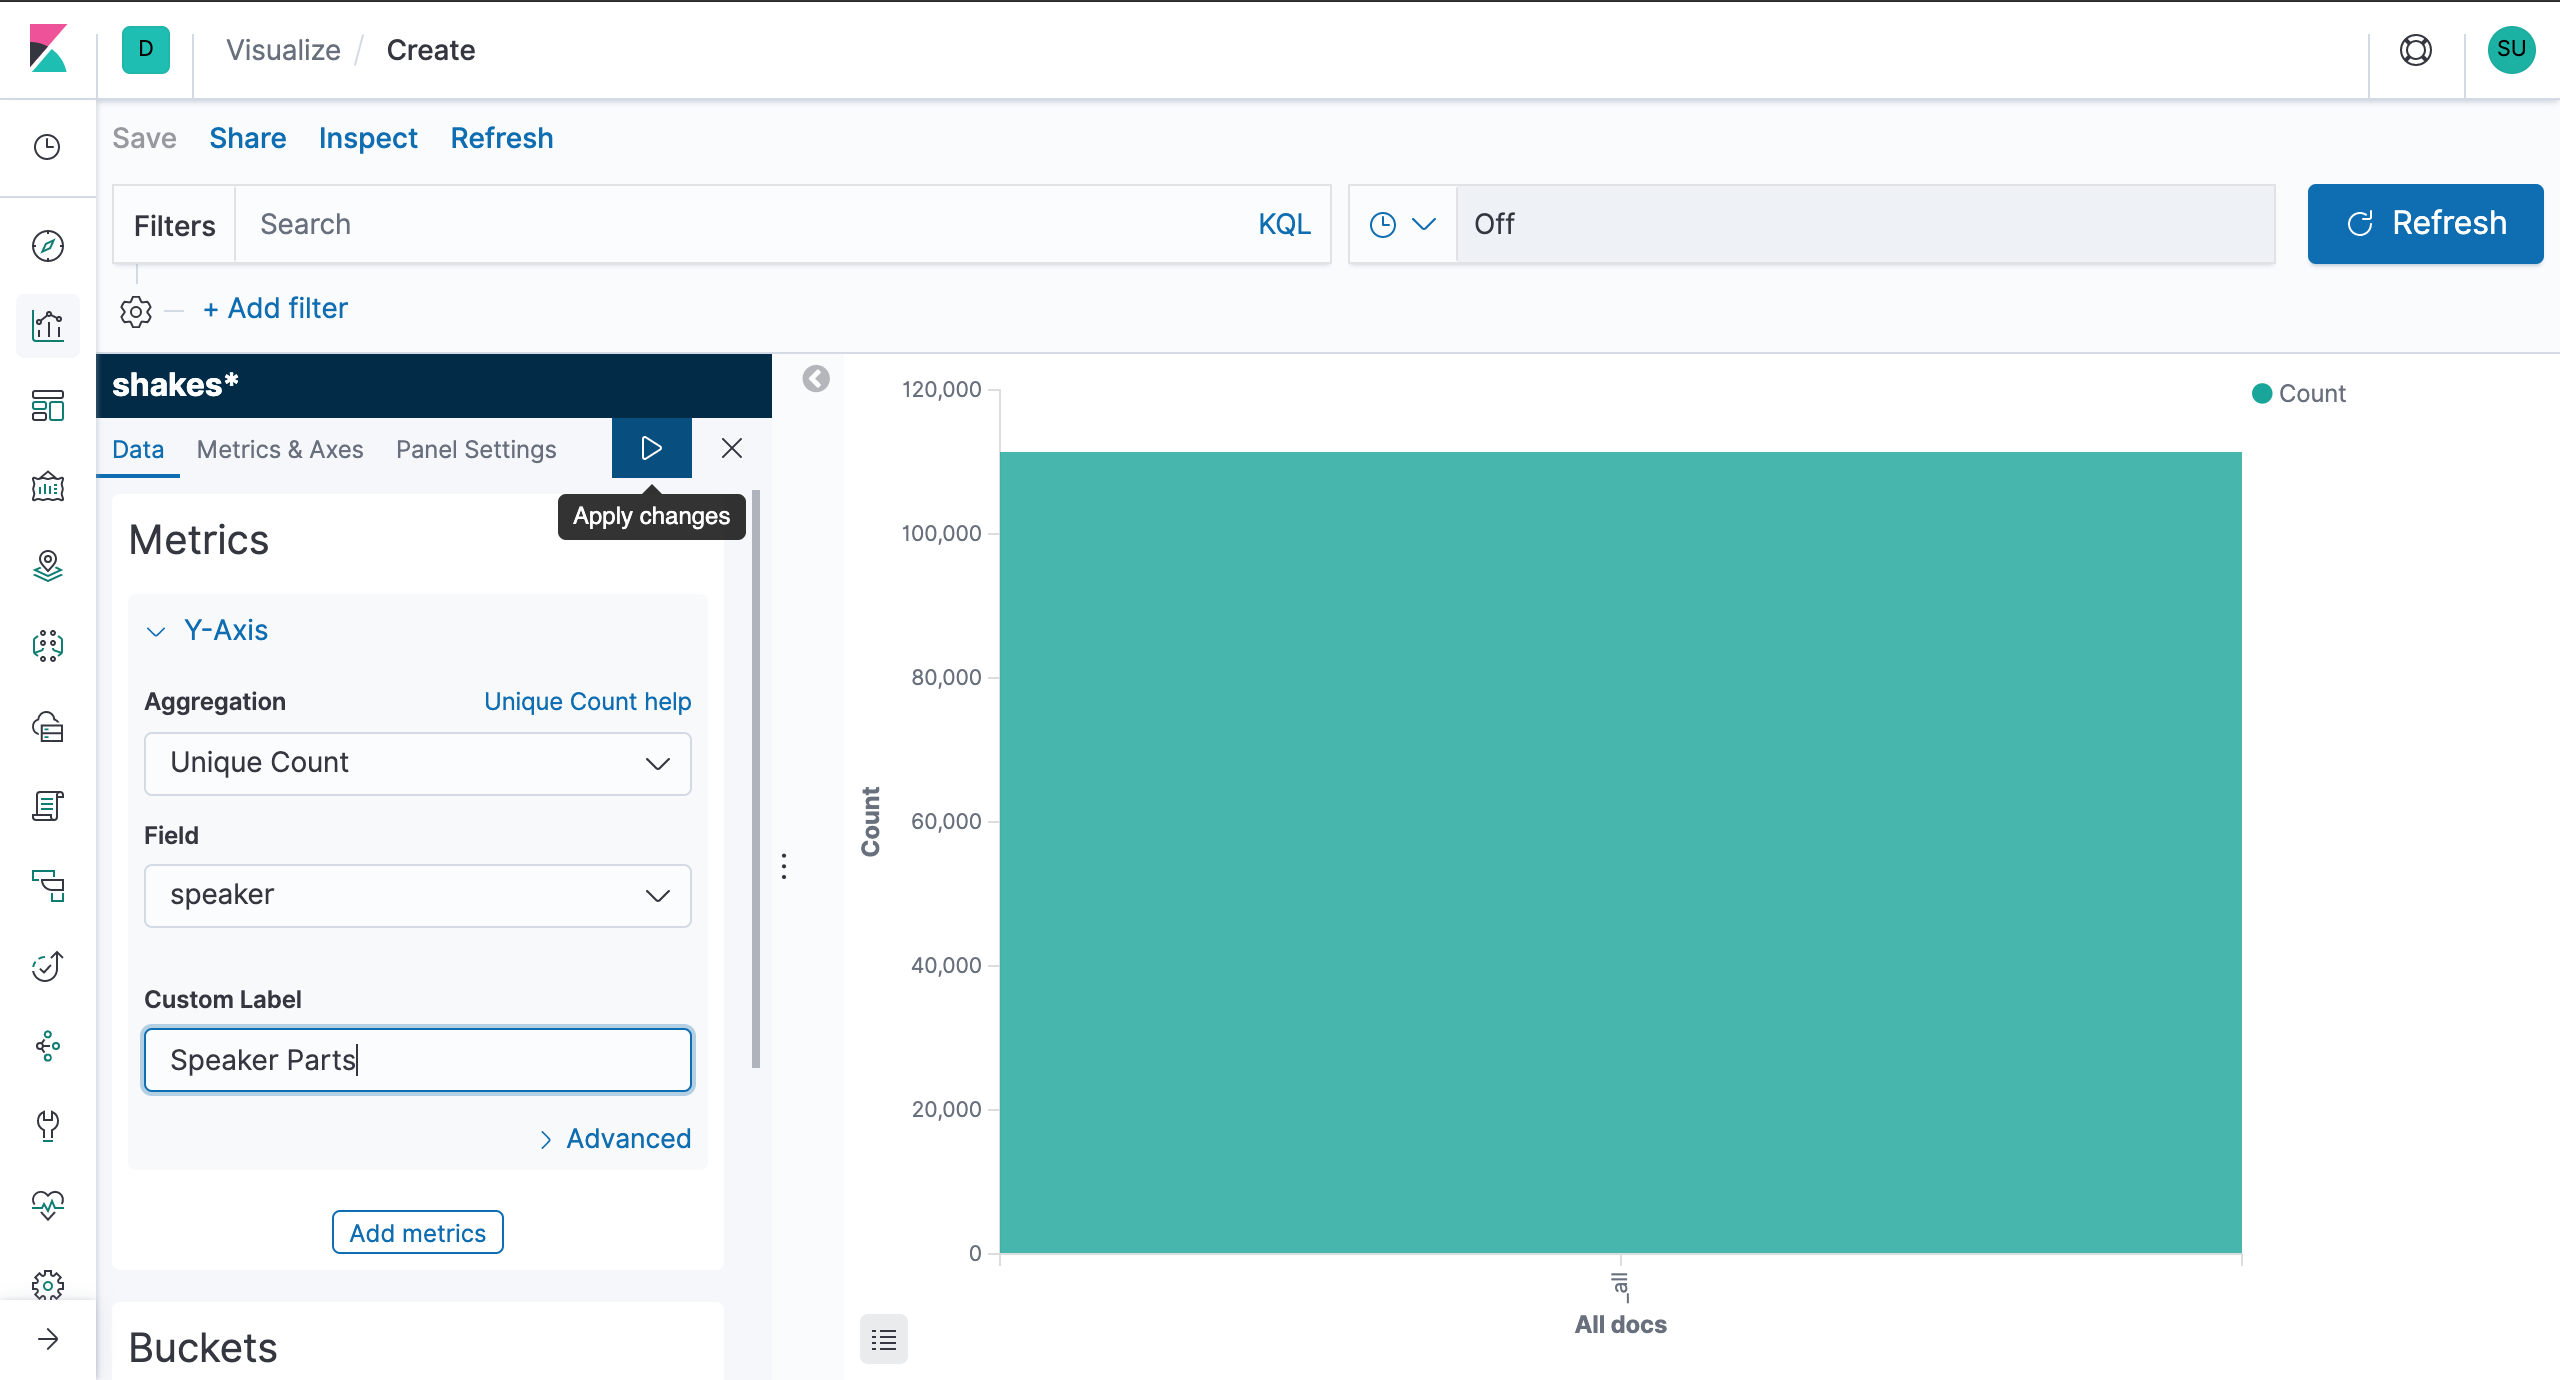 D
Visualize / Create
SU
Save Share Inspect Refresh
Filters Search KQL Off Refresh
+ Add filter
shakes*
Data Metrics & Axes Panel Settings
Apply changes
Metrics
Y-Axis
Aggregation Unique Count help
Unique Count
Field
speaker
Custom Label
Speaker Parts
Advanced
Add metrics
Buckets
120,000
100,000
80,000
60,000
40,000
20,000
0
Count
_all
All docs
Count